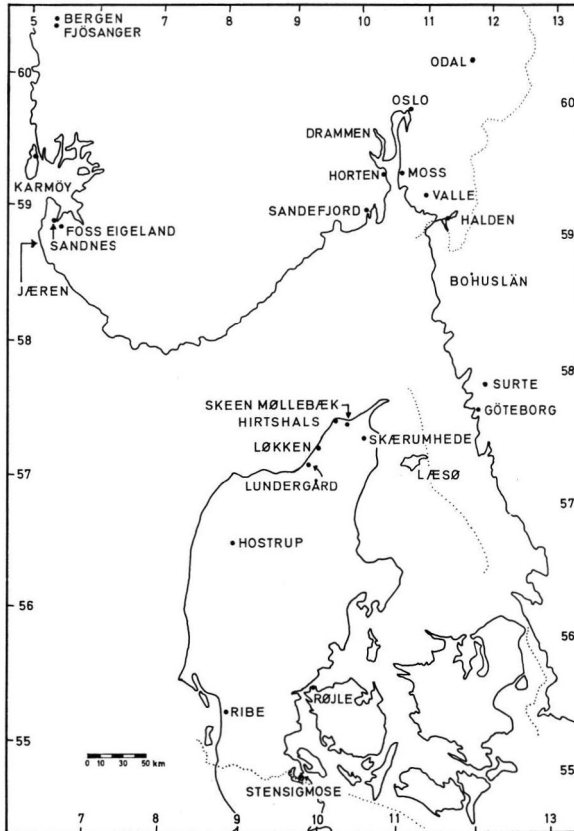 5 6 7 8 9 10 11 12 13
BERGEN
FJÖSANGER
ODAL
60
60
OSLO
DRAMMEN
HORTEN
MOSS
KARMÖY
VALLE
59
SANDEFJORD
HALDEN
FOSS EIGELAND
SANDNES
59
BOHUSLÄN
JÆREN
58
58
SKEEN MØLLEBÆK
SURTE
HIRTSHALS
GÖTEBORG
LØKKEN
SKÆRUMHEDE
57
LÆSØ
57
LUNDERGÅRD
HOSTRUP
56
56
RØJLE
RIBE
55
0 10 30 50 km
55
STENSIGMOSE
7 8 9 10 11 12 13